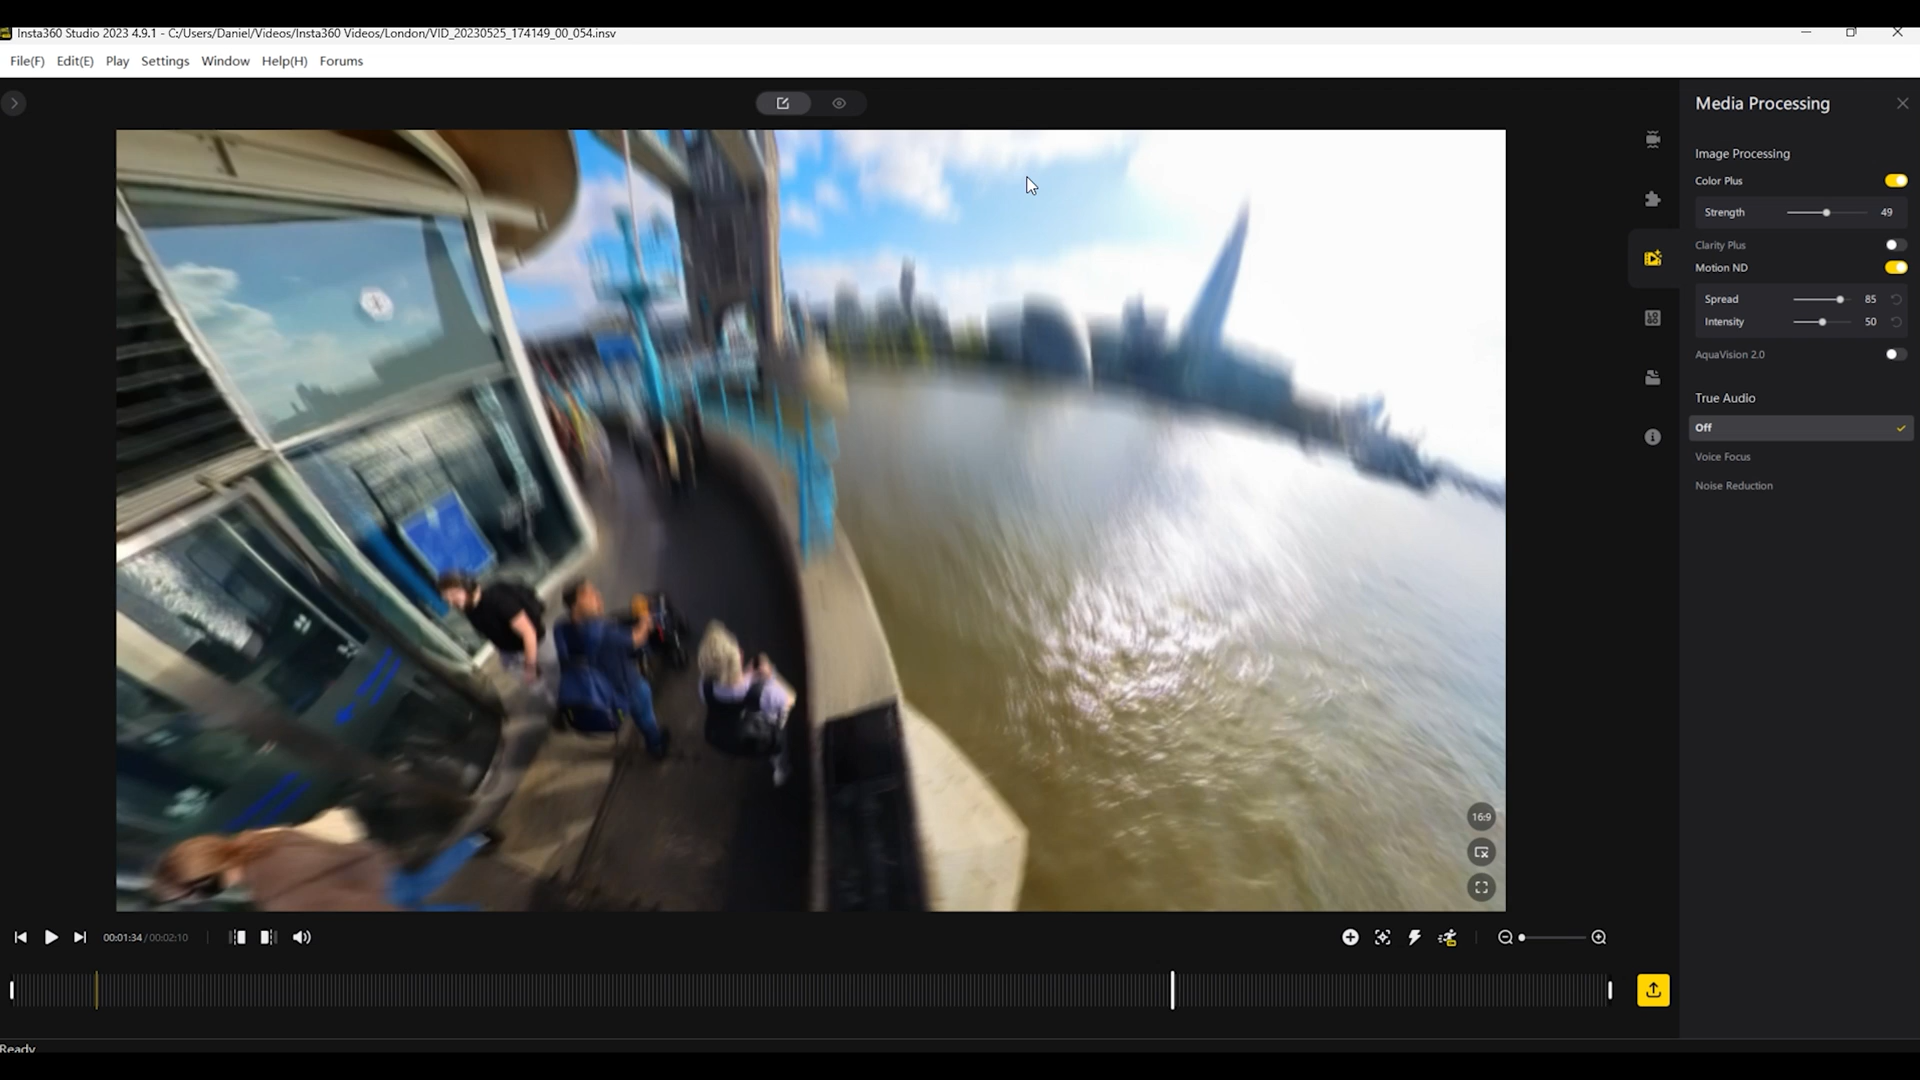 Insta360 Studio 2023 4.9.1 - C:/Users/Daniel/Videos/Insta360 Videos/London/VID_20230525_174149_00_054.insv
File(F) Edit(E) Play Settings Window Help(H) Forums
Media Processing
Image Processing
Color Plus
Strength 49
Clarity Plus
Motion ND
Spread 85
Intensity 50
AquaVision 2.0
True Audio
Off
Voice Focus
Noise Reduction
16:9
00:01:34/00:02:10
Ready